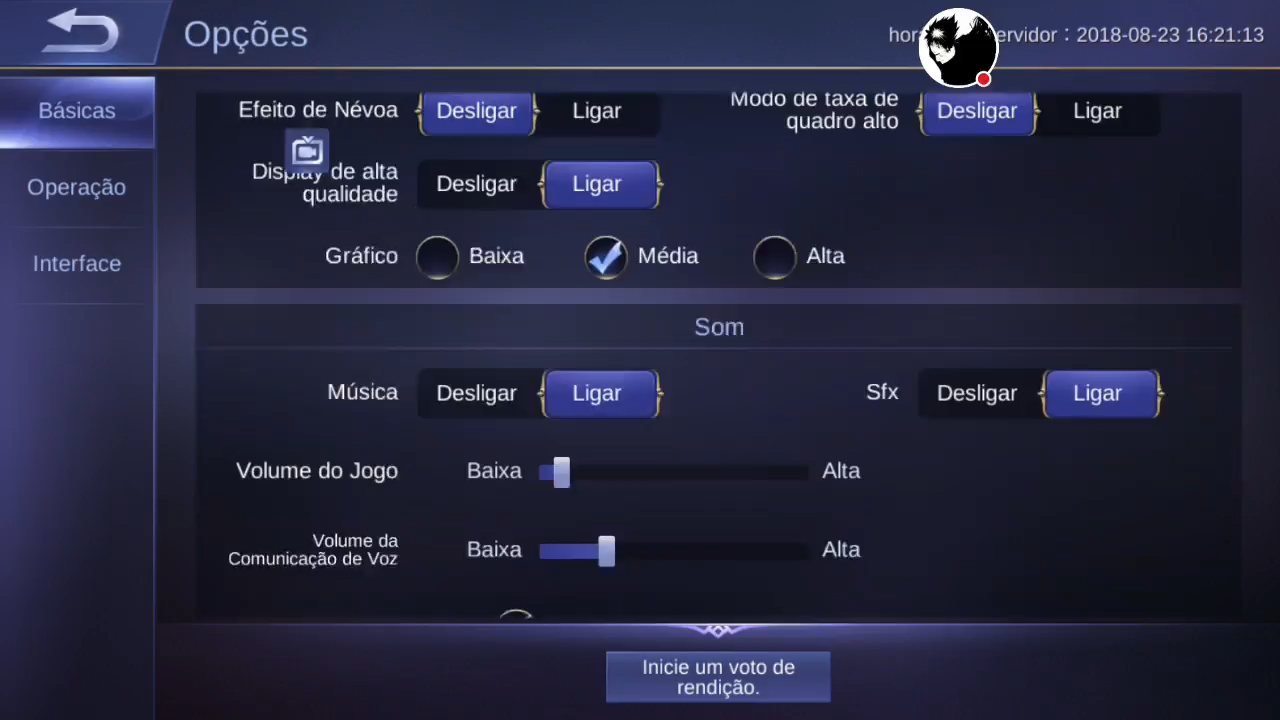 Opções
ervidor : 2018-08-23 16:21:13
Básicas
Operação
Interface
Efeito de Névoa Desligar Ligar
Modo de taxa de
quadro alto Desligar Ligar
Display de alta
qualidade Desligar Ligar
Gráfico Baixa Média Alta
Som
Música Desligar Ligar Sfx Desligar Ligar
Volume do Jogo Baixa Alta
Volume da
Comunicação de Voz Baixa Alta
Inicie um voto de
rendição.